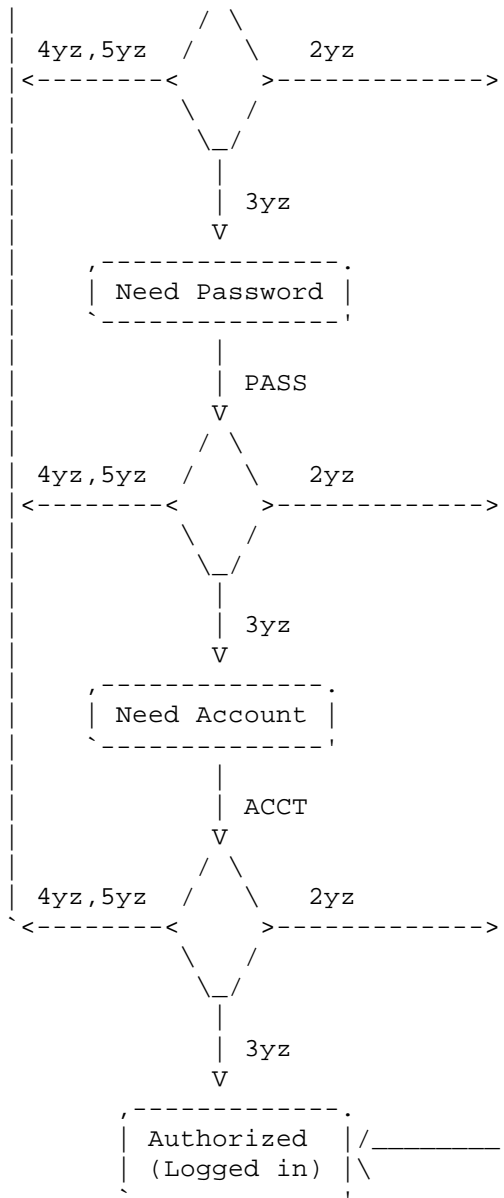 4yz,5yz 2yz
3yz
Need Password
PASS
4yz,5yz 2yz
3yz
Need Account
ACCT
4yz,5yz 2yz
3yz
Authorized
(Logged in)